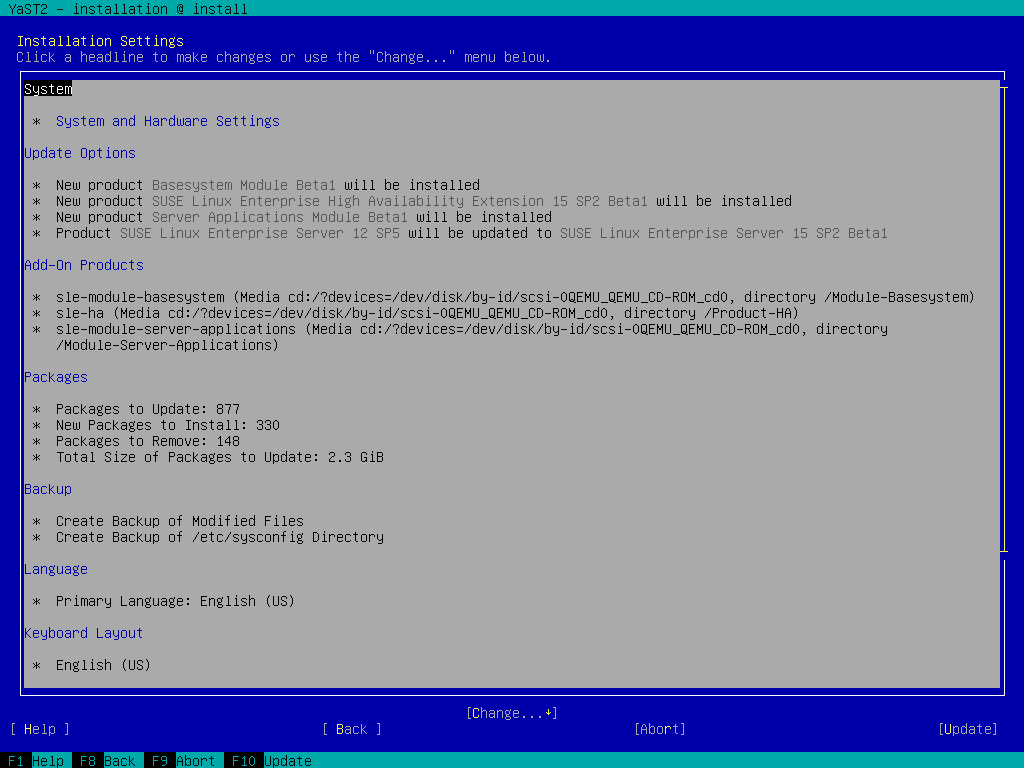 YaST2 - installation @ install
Installation Settings
Click a headline to make changes or use the "Change..." menu below.
System
* System and Hardware Settings
Update Options
* New product Basesystem Module Beta1 will be installed
* New product SUSE Linux Enterprise High Availability Extension 15 SP2 Beta1 will be installed
* New product Server Applications Module Beta1 will be installed
* Product SUSE Linux Enterprise Server 12 SP5 will be updated to SUSE Linux Enterprise Server 15 SP2 Beta1
Add-On Products
* sle-module-basesystem (Media cd:/?devices=/dev/disk/by-id/scsi-0QEMU_QEMU_CD-ROM_cd0, directory /Module-Basesystem)
* sle-ha (Media cd:/?devices=/dev/disk/by-id/scsi-0QEMU_QEMU_CD-ROM_cd0, directory /Product-HA)
* sle-module-server-applications (Media cd:/?devices=/dev/disk/by-id/scsi-0QEMU_QEMU_CD-ROM_cd0, directory
/Module-Server-Applications)
Packages
* Packages to Update: 877
* New Packages to Install: 330
* Packages to Remove: 148
* Total Size of Packages to Update: 2.3 GiB
Backup
* Create Backup of Modified Files
* Create Backup of /etc/sysconfig Directory
Language
* Primary Language: English (US)
Keyboard Layout
* English (US)
[Change...↓]
[ Help ] [ Back ] [Abort] [Update]
F1 Help F8 Back F9 Abort F10 Update